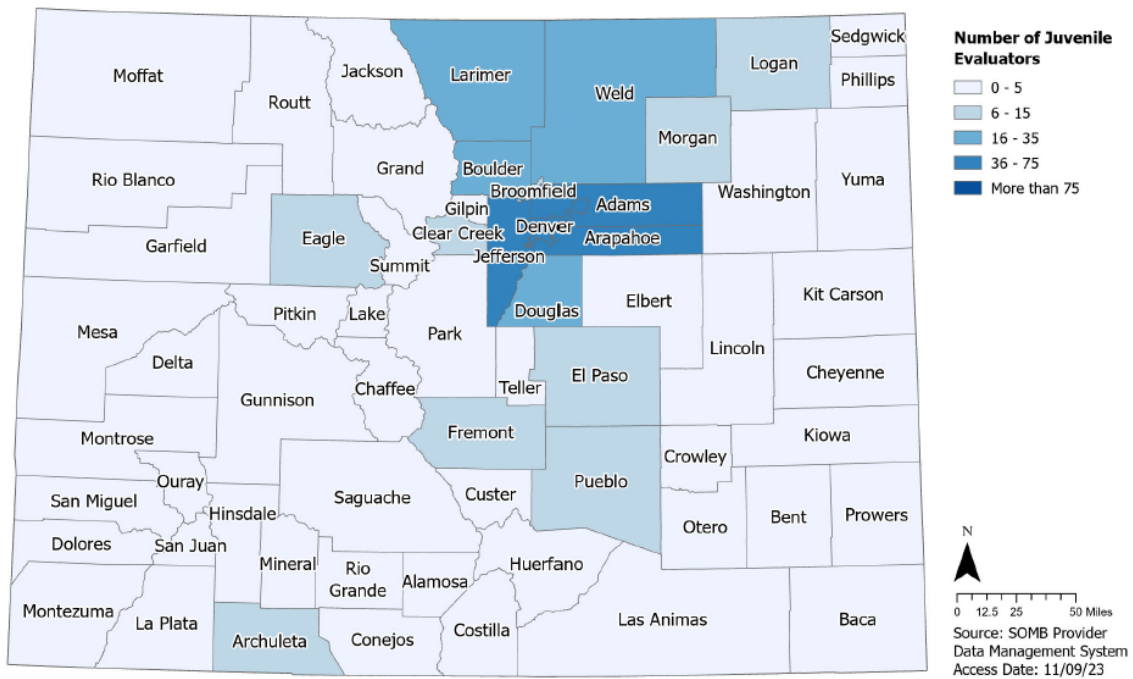 Sedgwick
Number of Juvenile
Evaluators
Logan
Jackson
Moffat
Larimer
Phillips
0 - 5
Weld
Routt
6 - 15
Morgan
16 - 35
Grand
Boulder
36 - 75
Rio Blanco
Broomfield
Washington
Yuma
More than 75
Gilpin
Adams
Denver
Clear Creek
Eagle
Arapahoe
Garfield
Jefferson
Summit
Kit Carson
Elbert
Pitkin
Lake
Douglas
Mesa
Park
Lincoln
Delta
El Paso
Cheyenne
Chaffee
Teller
Gunnison
Fremont
Kiowa
Montrose
Crowley
Ouray
Pueblo
Custer
Saguache
San Miguel
Hinsdale
Prowers
Bent
Otero
N
Dolores
San Juan
Mineral
Huerfano
Rio
Grande
Alamosa
0 12.5 25 50 Miles
Montezuma
La Plata
Las Animas
Baca
Costilla
Archuleta
Conejos
Source: SOMB Provider
Data Management System
Access Date: 11/09/23